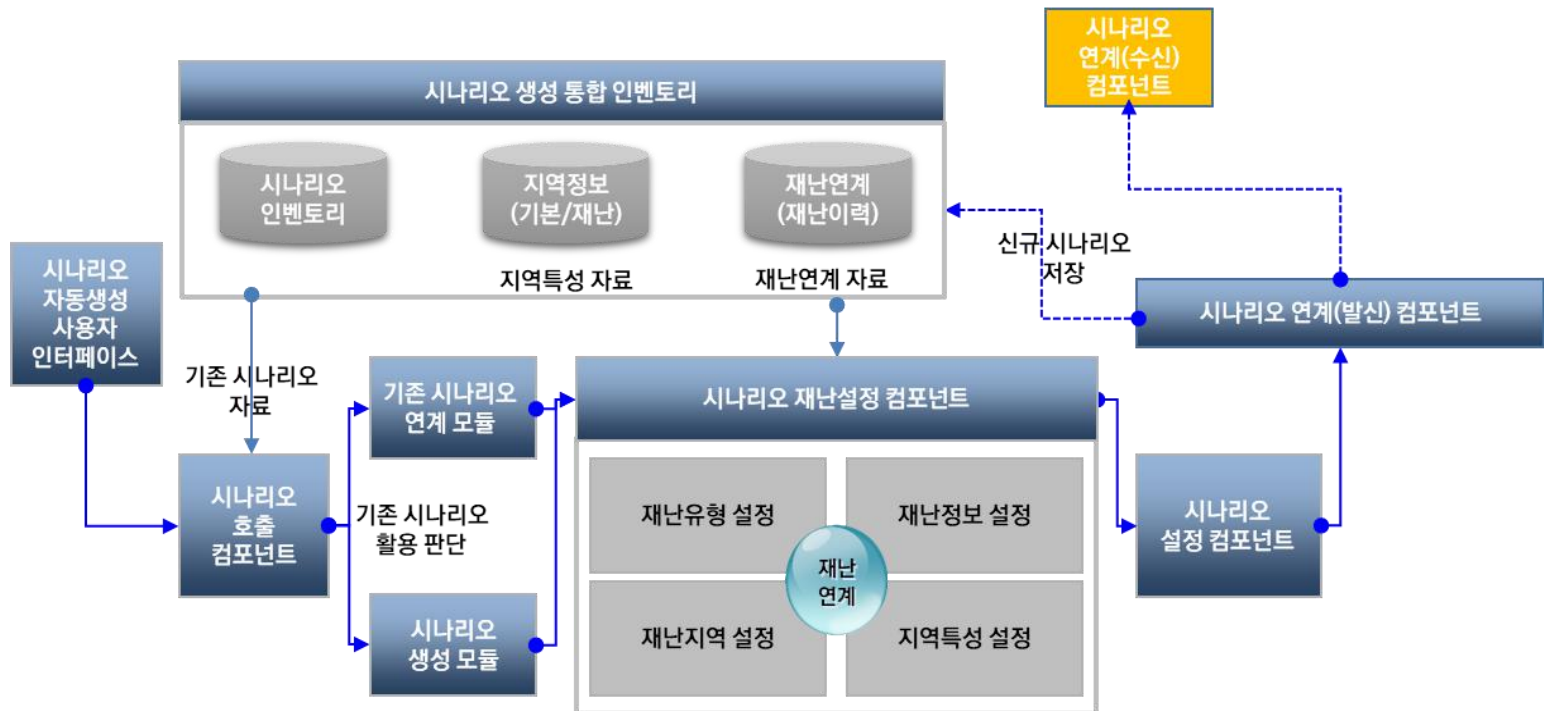 시나리오
연계(수신)
컴포넌트
시나리오 생성 통합 인벤토리
시나리오
인벤토리
지역정보
(기본/재난)
재난연계
(재난이력)
지역특성 자료
재난연계 자료
신규 시나리오
저장
시나리오
자동생성
사용자
인터페이스
시나리오 연계(발신) 컴포넌트
기존 시나리오
자료
기존 시나리오
연계 모듈
시나리오 재난설정 컴포넌트
시나리오
호출
컴포넌트
기존 시나리오
활용 판단
시나리오
생성 모듈
재난유형 설정
재난정보 설정
재난
연계
재난지역 설정
지역특성 설정
시나리오
설정 컴포넌트